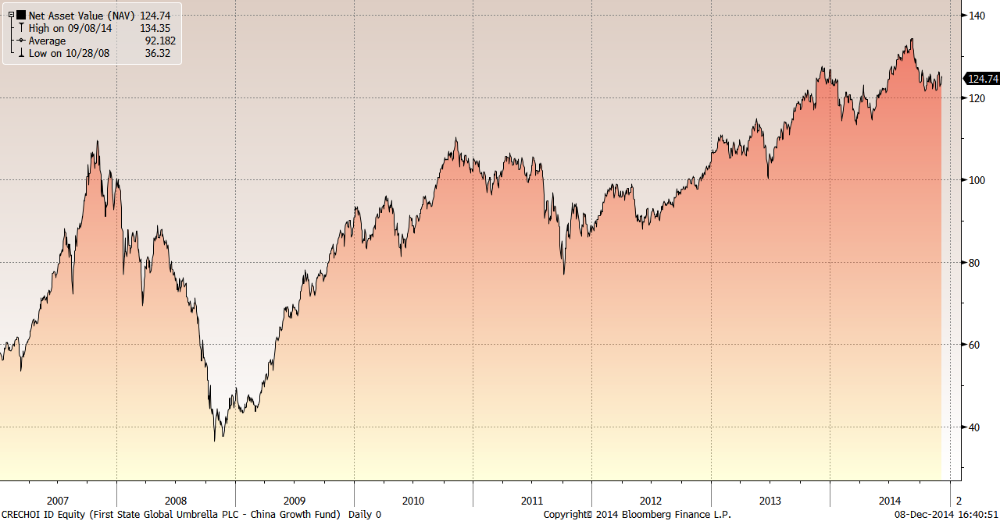 Net Asset Value (NAV) 124.74
High on 09/08/14 134.35
Average 92.182
Low on 10/28/08 36.32
140
124.74
120
100
80
60
40
2007 2008 2009 2010 2011 2012 2013 2014 2
CRECHOI ID Equity (First State Global Umbrella PLC - China Growth Fund) Daily 0 Copyright© 2014 Bloomberg Finance L.P. 08-Dec-2014 16:40:51